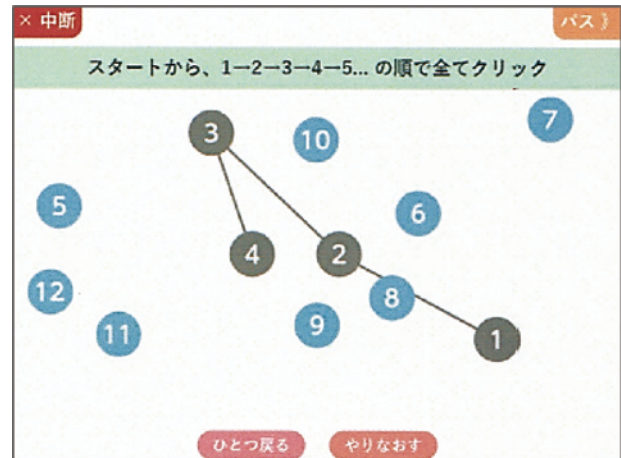 × 中断
パス 》
スタートから、1→2→3→4→5... の順で全てクリック
7
3
10
5
6
4
2
12
8
9
11
1
ひとつ戻る
やりなおす